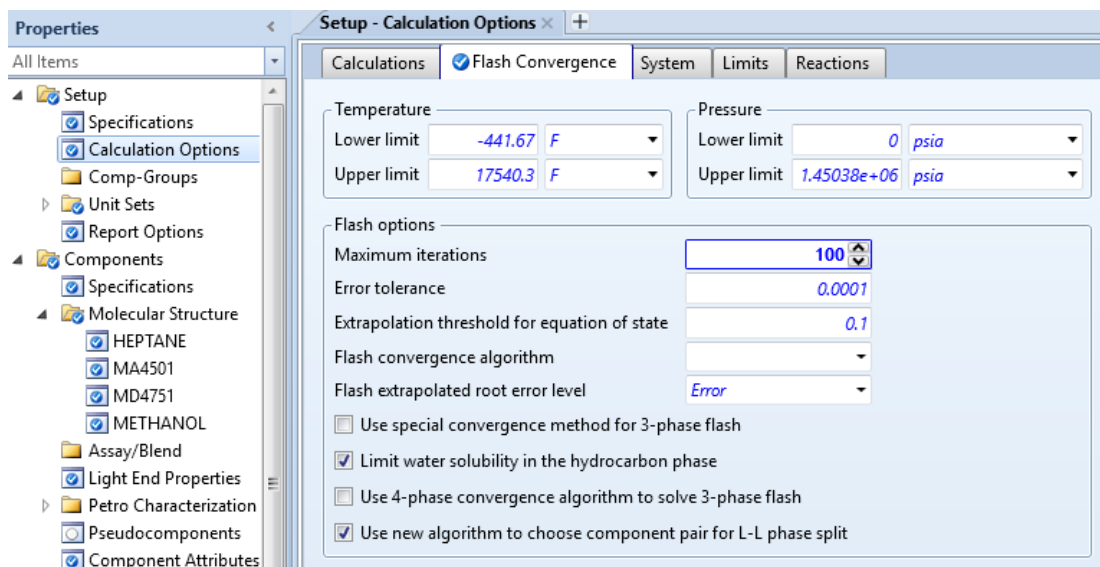 Properties
All Items
Setup
Specifications
Calculation Options
Comp-Groups
Unit Sets
Report Options
Components
Specifications
Molecular Structure
HEPTANE
MA4501
MD4751
METHANOL
Assay/Blend
Light End Properties
Petro Characterization
Pseudocomponents
Component Attributes
Setup - Calculation Options
Calculations Flash Convergence System Limits Reactions
Temperature
Lower limit -441.67 F
Upper limit 17540.3 F
Pressure
Lower limit 0 psia
Upper limit 1.45038e+06 psia
Flash options
Maximum iterations 100
Error tolerance 0.0001
Extrapolation threshold for equation of state 0.1
Flash convergence algorithm
Flash extrapolated root error level Error
Use special convergence method for 3-phase flash
Limit water solubility in the hydrocarbon phase
Use 4-phase convergence algorithm to solve 3-phase flash
Use new algorithm to choose component pair for L-L phase split